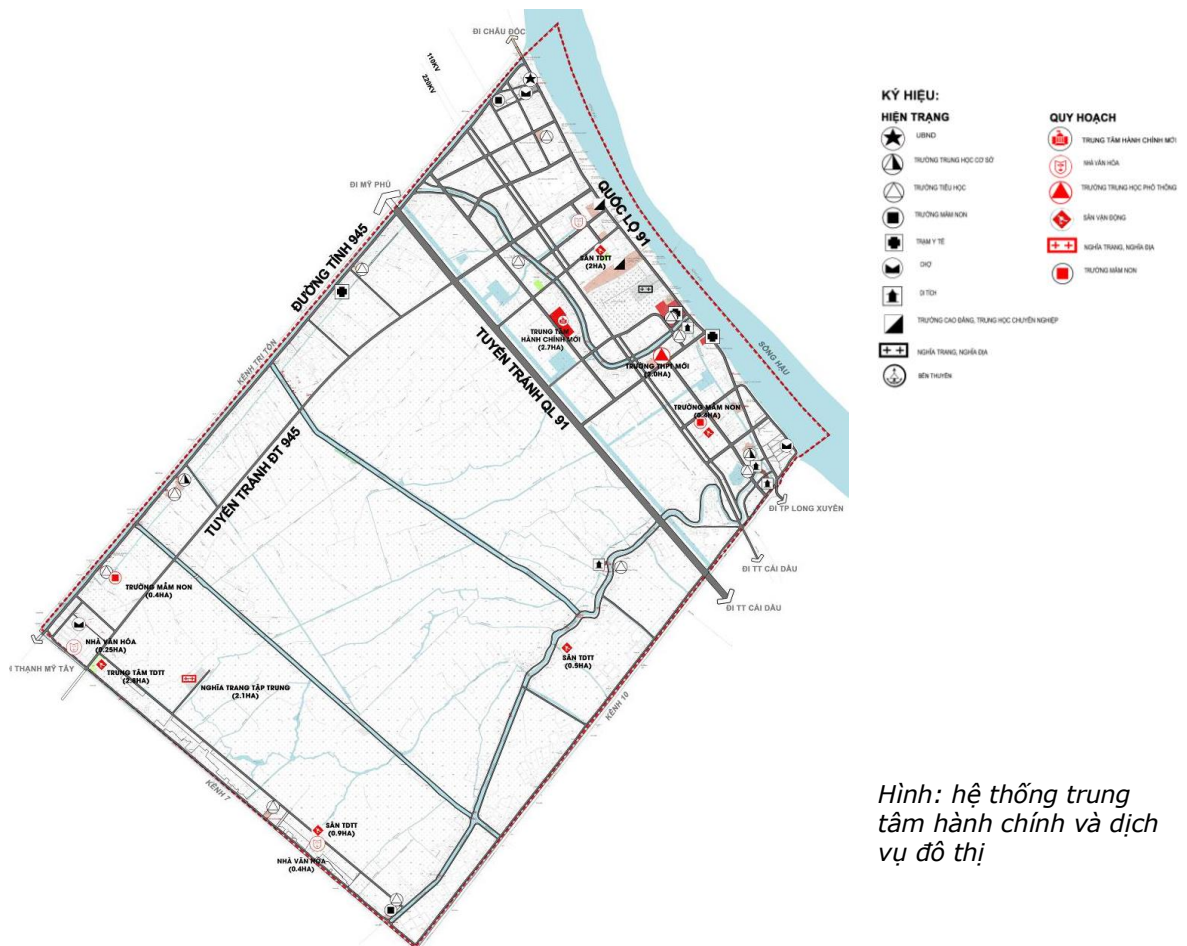 ĐI CHÂU ĐỐC
110KV
220KV
ĐI MỸ PHÚ
QUỐC LỘ 91
ĐƯỜNG TỈNH 945
SÂN TDTT
(2HA)
TRUNG TÂM
HÀNH CHÍNH MỚI
(2.7HA)
TUYẾN TRÁNH QL 91
TRƯỜNG THPT MỚI
SÔNG HẬU
KÊNH TRI TÔN
TRƯỜNG MẦM NON
TUYẾN TRÁNH ĐT 945
ĐI TP LONG XUYÊN
ĐI TT CÁI DẦU
ĐI TT CÁI DẦU
TRƯỜNG MẦM NON
(0.4HA)
NHÀ VĂN HÓA
(0.25HA)
THẠNH MỸ TÂY
TRUNG TÂM TDTT
NGHĨA TRANG TẬP TRUNG
(2.1HA)
SÂN TDTT
(0.5HA)
KÊNH 10
KÊNH 7
SÂN TDTT
(0.9HA)
NHÀ VĂN HÓA
(0.4HA)
KÝ HIỆU:
HIỆN TRẠNG
UBND
TRƯỜNG TRUNG HỌC CƠ SỞ
TRƯỜNG TIỂU HỌC
TRƯỜNG MẦM NON
TRẠM Y TẾ
CHỢ
DI TÍCH
TRƯỜNG CAO ĐẲNG, TRUNG HỌC CHUYÊN NGHIỆP
NGHĨA TRANG, NGHĨA ĐỊA
BẾN THUYỀN
QUY HOẠCH
TRUNG TÂM HÀNH CHÍNH MỚI
NHÀ VĂN HÓA
TRƯỜNG TRUNG HỌC PHỔ THÔNG
SÂN VẬN ĐỘNG
NGHĨA TRANG, NGHĨA ĐỊA
TRƯỜNG MẦM NON
Hình: hệ thống trung
tâm hành chính và dịch
vụ đô thị